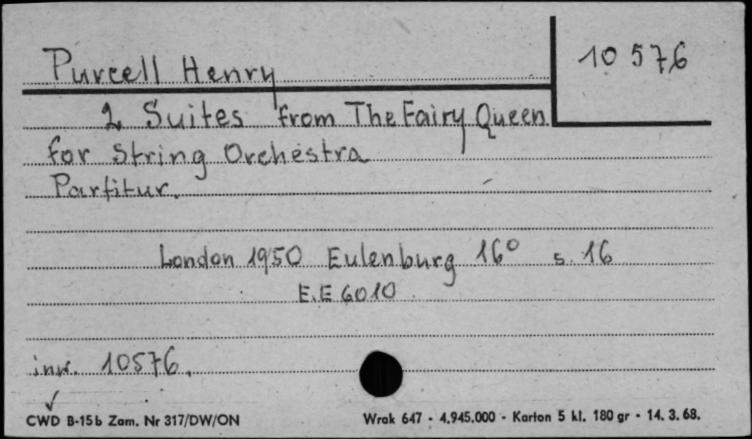 Purcell Henry
10 576
2 Suites from The Fairy Queen
for String Orchestra
Partitur.
London 1950 Eulenburg 16° s. 16
E.E 6010
inw. 10576.
CWD B-15b Zam. Nr 317/DW/ON
Wrak 647 - 4.945.000 - Karton 5 kl. 180 gr - 14. 3. 68.